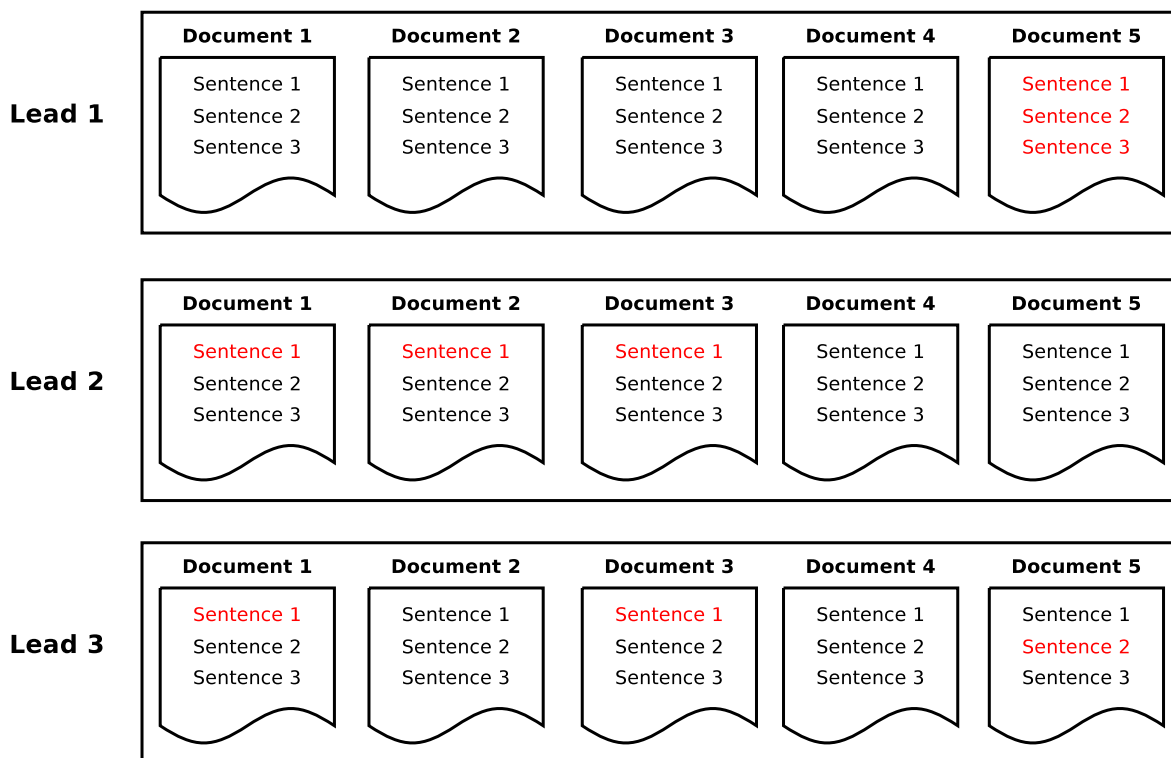 Document 1 Document 2 Document 3 Document 4 Document 5
Sentence 1 Sentence 1 Sentence 1 Sentence 1 Sentence 1
Lead 1 Sentence 2 Sentence 2 Sentence 2 Sentence 2 Sentence 2
Sentence 3 Sentence 3 Sentence 3 Sentence 3 Sentence 3
Document 1 Document 2 Document 3 Document 4 Document 5
Sentence 1 Sentence 1 Sentence 1 Sentence 1 Sentence 1
Lead 2 Sentence 2 Sentence 2 Sentence 2 Sentence 2 Sentence 2
Sentence 3 Sentence 3 Sentence 3 Sentence 3 Sentence 3
Document 1 Document 2 Document 3 Document 4 Document 5
Sentence 1 Sentence 1 Sentence 1 Sentence 1 Sentence 1
Lead 3 Sentence 2 Sentence 2 Sentence 2 Sentence 2 Sentence 2
Sentence 3 Sentence 3 Sentence 3 Sentence 3 Sentence 3